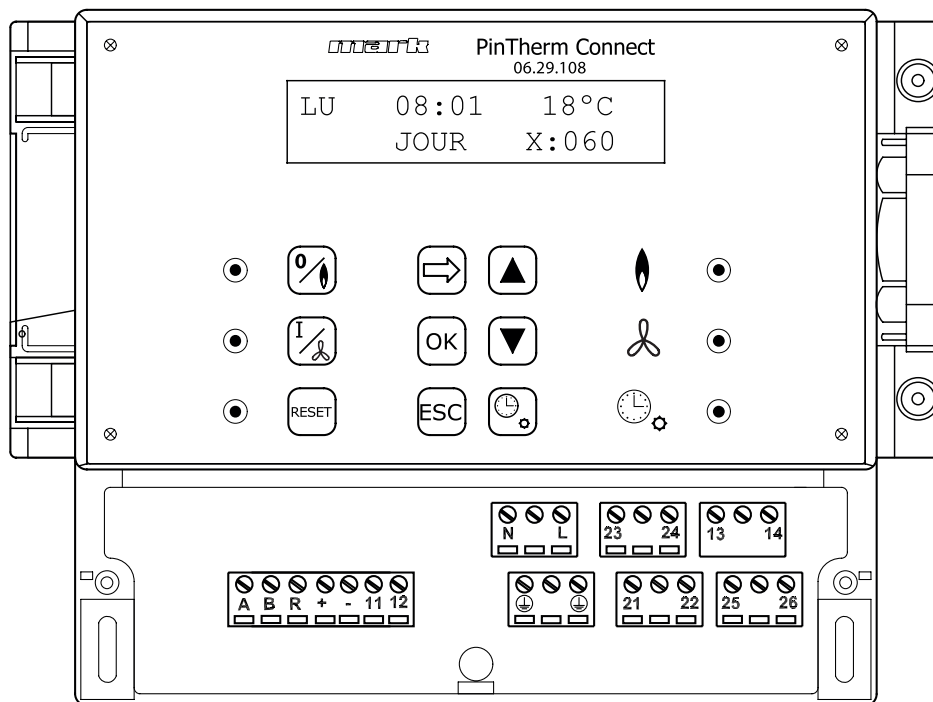 mark PinTherm Connect
06.29.108
LU 08:01 18°C
JOUR X:060
0/
I/
OK
RESET ESC
N L 23 24 13 14
A B R + - 11 12 21 22 25 26